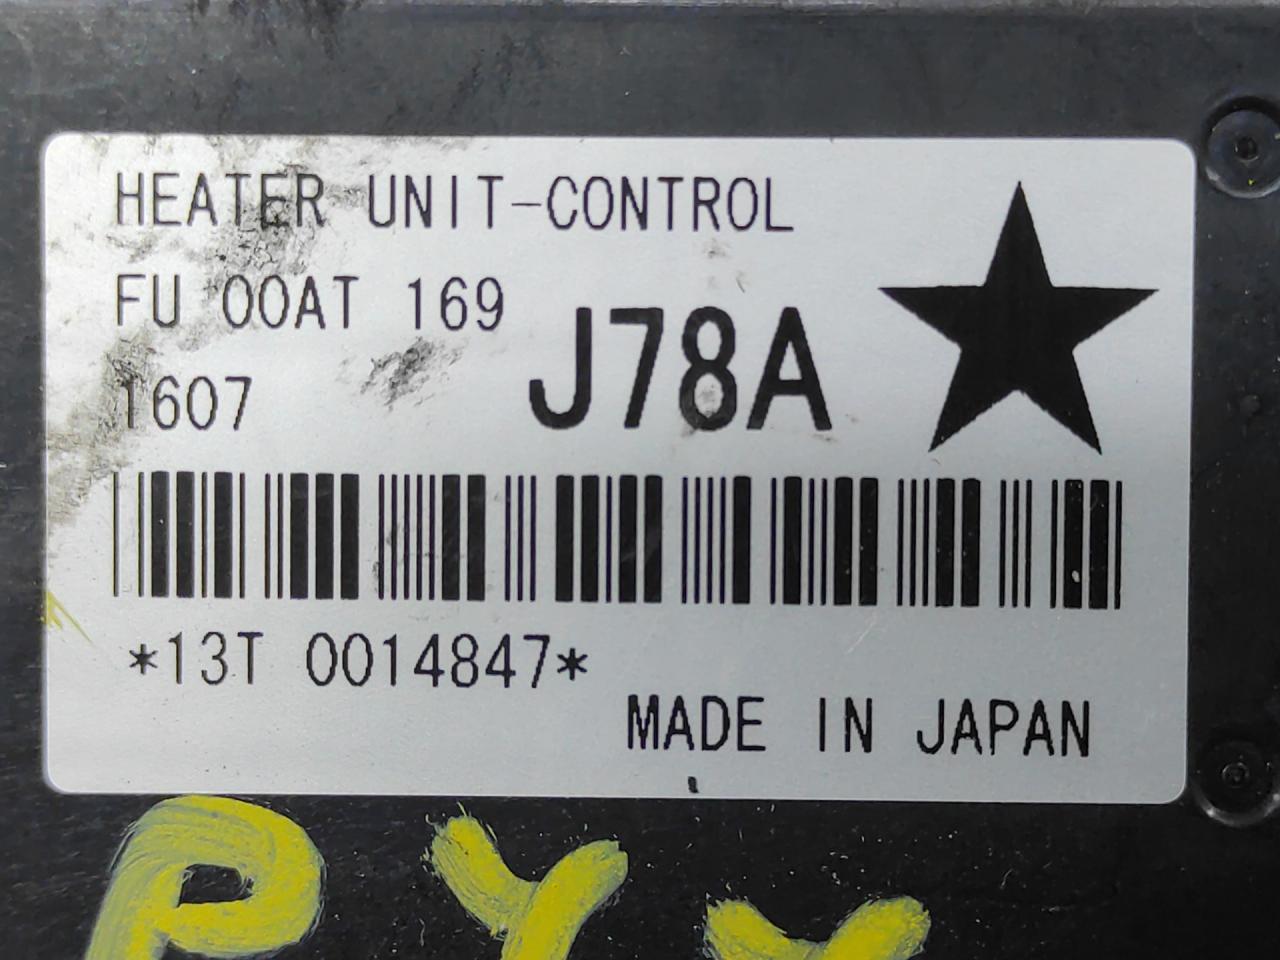 HEATER UNIT-CONTROL
FU 00AT 169
J78A
1607
*13T 0014847*
MADE IN JAPAN